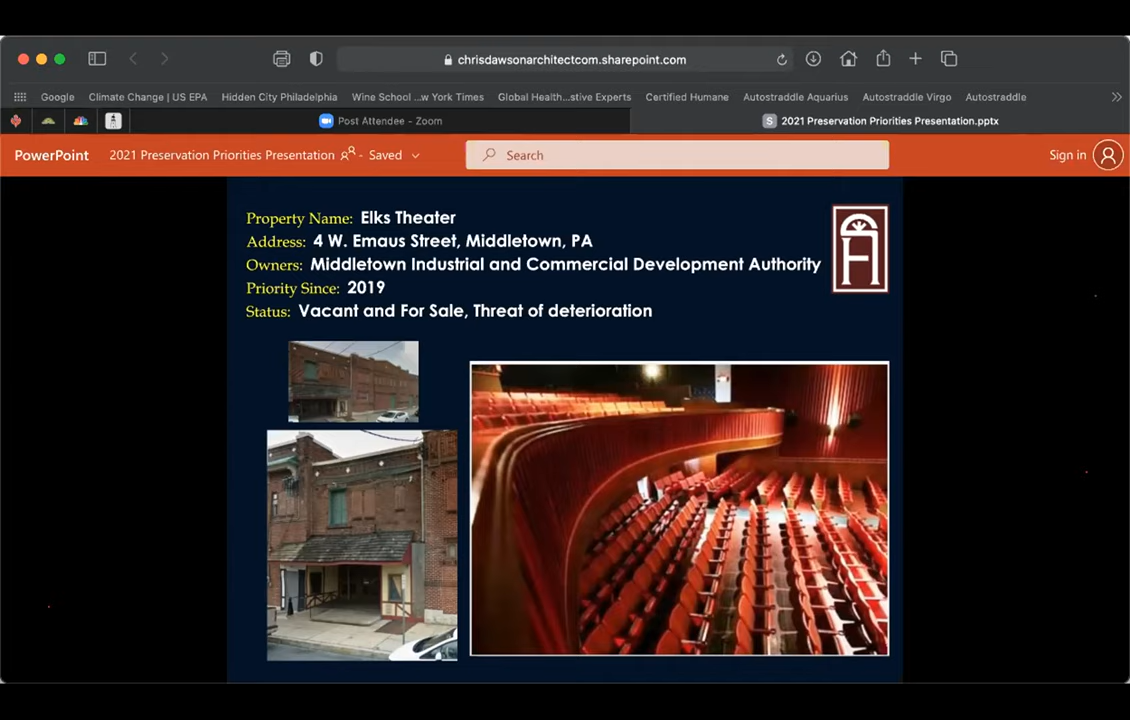 chrisdawsonarchitectcom.sharepoint.com
Google Climate Change | US EPA Hidden City Philadelphia Wine School ...w York Times Global Health...stive Experts Certified Humane Autostraddle Aquarius Autostraddle Virgo Autostraddle
Post Attendee - Zoom
S 2021 Preservation Priorities Presentation.pptx
PowerPoint 2021 Preservation Priorities Presentation - Saved Search Sign in
Property Name: Elks Theater
Address: 4 W. Emaus Street, Middletown, PA
Owners: Middletown Industrial and Commercial Development Authority
Priority Since: 2019
Status: Vacant and For Sale, Threat of deterioration